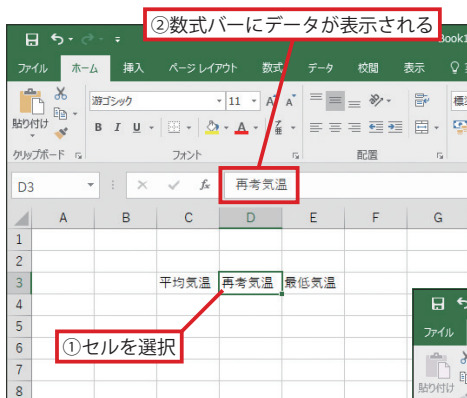 ②数式バーにデータが表示される
Book1
ファイル ホーム 挿入 ページ レイアウト 数式 データ 校閲 表示
游ゴシック 11 A A
標
貼り付け B I U A
クリップボード フォント 配置
D3 fx 再考気温
A B C D E F G
1
2
3 平均気温 再考気温 最低気温
4
5
①セルを選択
6
7
8
ファイル
貼り付け